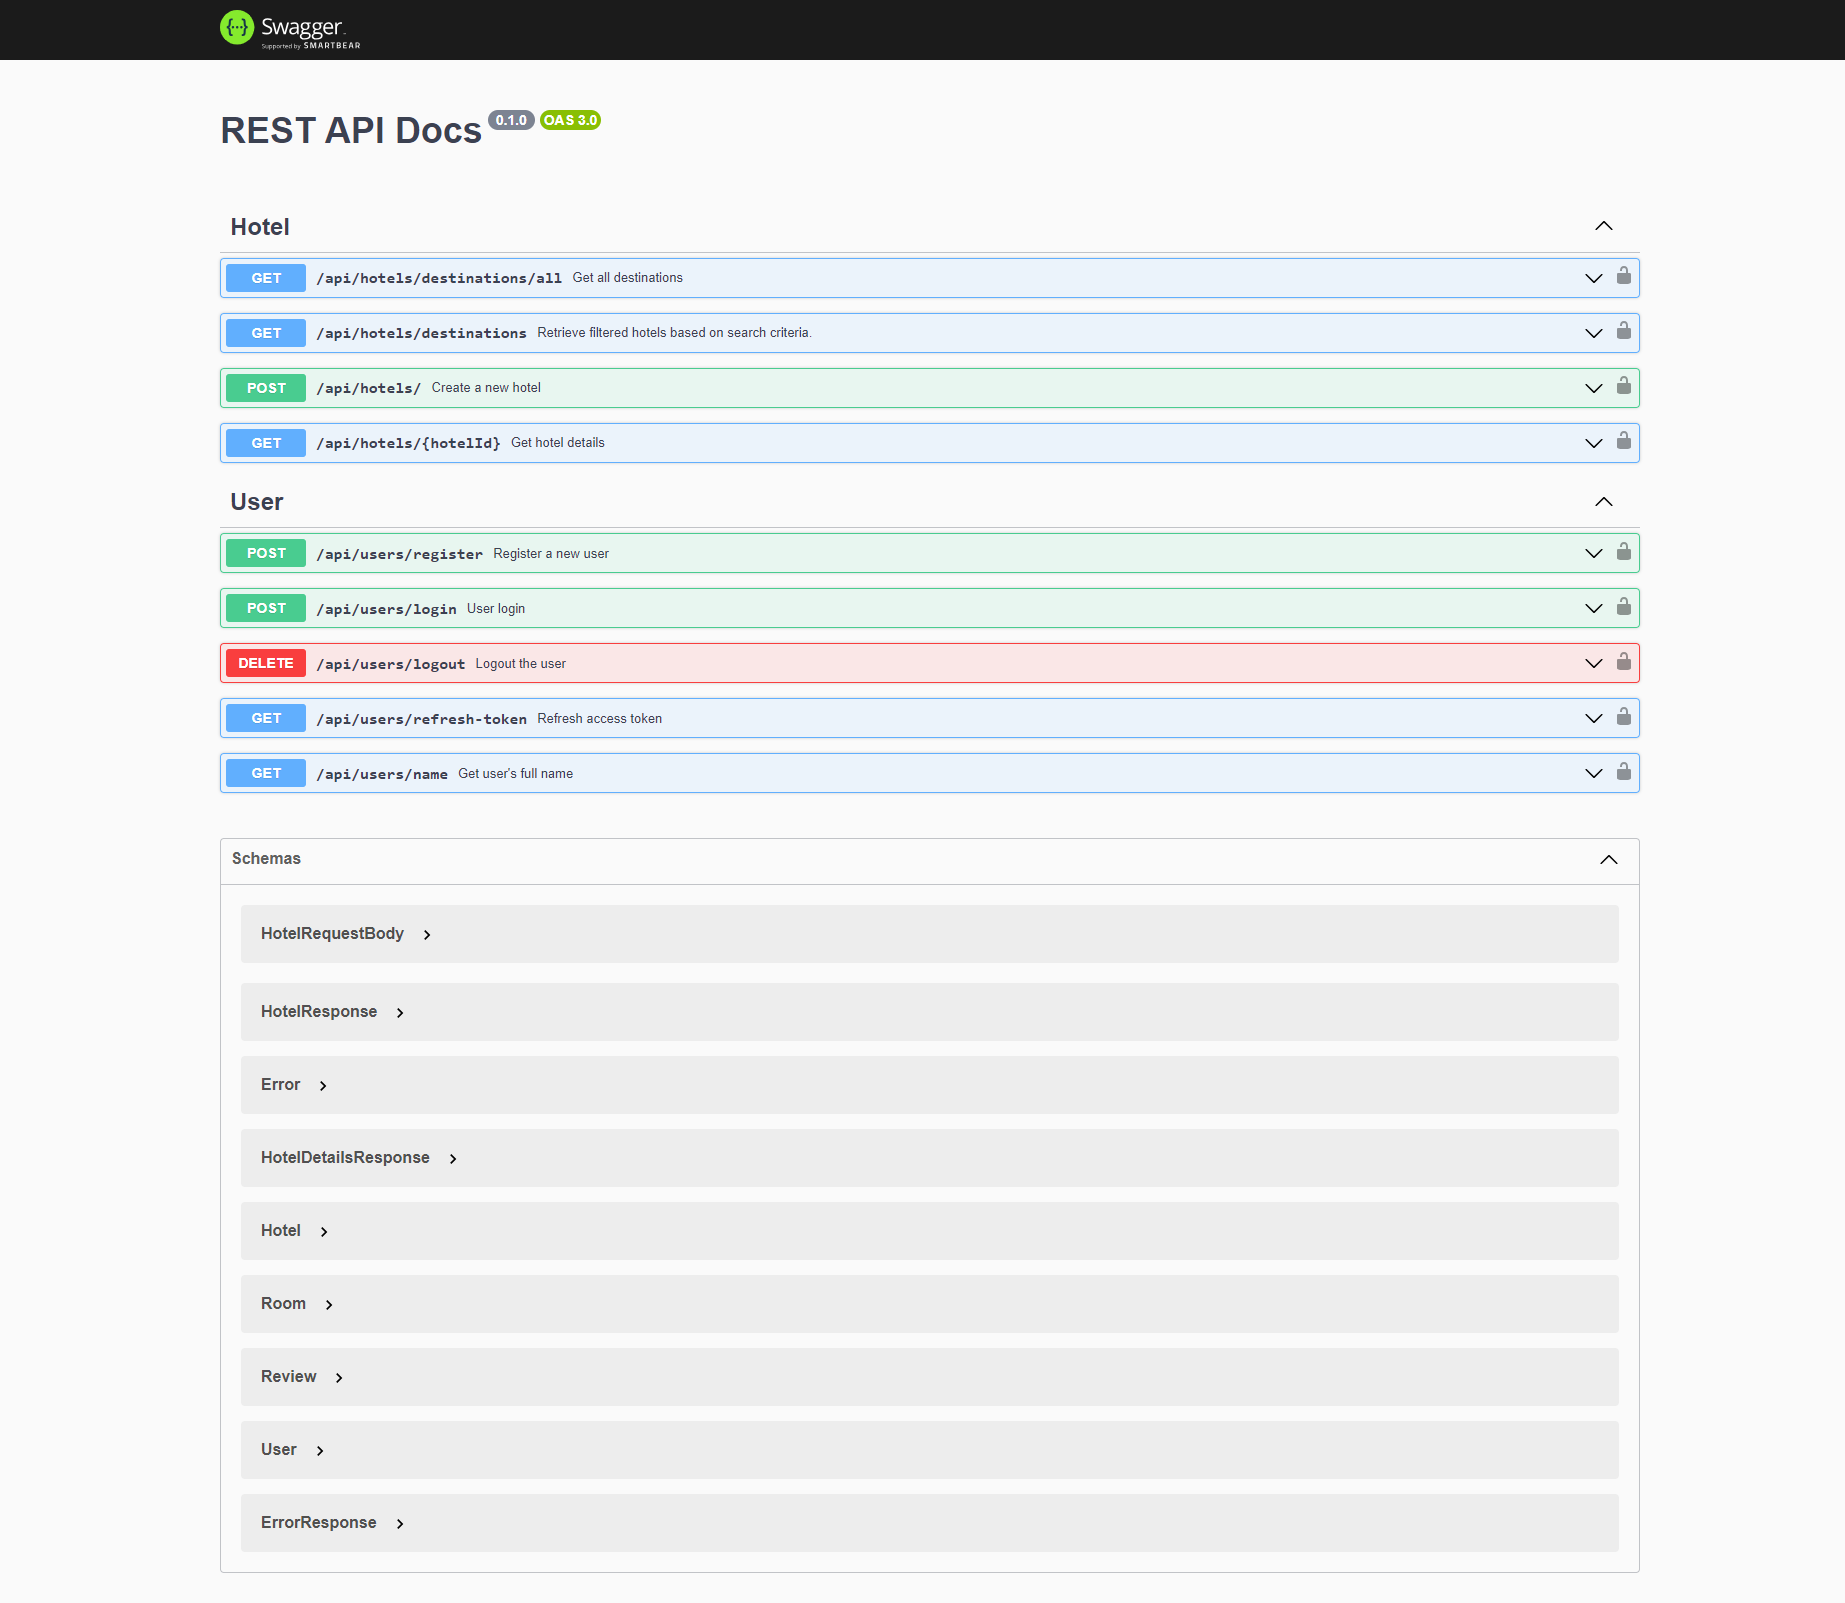 Swagger
Supported by SMARTBEAR
REST API Docs 0.1.0 OAS 3.0
Hotel
GET /api/hotels/destinations/all Get all destinations
GET /api/hotels/destinations Retrieve filtered hotels based on search criteria.
POST /api/hotels/ Create a new hotel
GET /api/hotels/{hotelId} Get hotel details
User
POST /api/users/register Register a new user
POST /api/users/login User login
DELETE /api/users/logout Logout the user
GET /api/users/refresh-token Refresh access token
GET /api/users/name Get user's full name
Schemas
HotelRequestBody
HotelResponse
Error
HotelDetailsResponse
Hotel
Room
Review
User
ErrorResponse